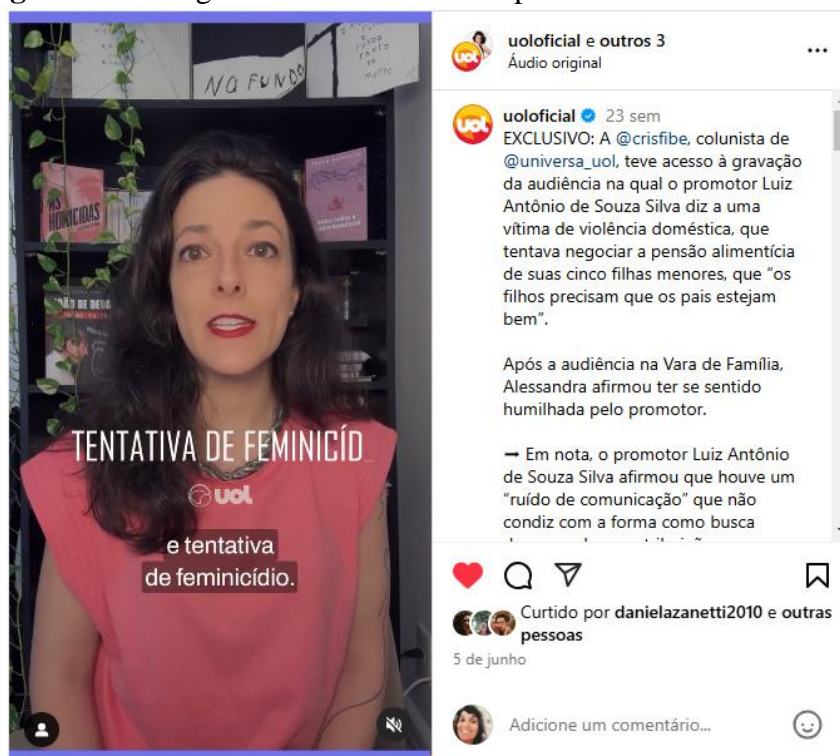 NO FUNDO
AS
HOMICIDAS
TENTATIVA DE FEMINICÍD
uol
e tentativa
de feminicídio.
uol
uoloficial e outros 3
Áudio original
uol
uoloficial 23 sem
EXCLUSIVO: A @crisfibe, colunista de
@universa_uol, teve acesso à gravação
da audiência na qual o promotor Luiz
Antônio de Souza Silva diz a uma
vítima de violência doméstica, que
tentava negociar a pensão alimentícia
de suas cinco filhas menores, que “os
filhos precisam que os pais estejam
bem”.
Após a audiência na Vara de Família,
Alessandra afirmou ter se sentido
humilhada pelo promotor.
→ Em nota, o promotor Luiz Antônio
de Souza Silva afirmou que houve um
“ruído de comunicação” que não
condiz com a forma como busca
Curtido por danielazanetti2010 e outras
pessoas
5 de junho
Adicione um comentário...